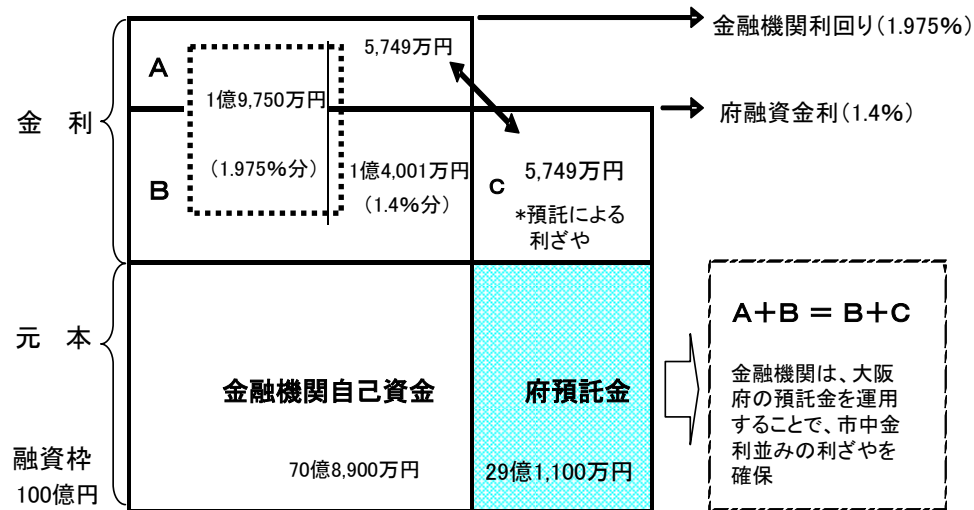 金融機関利回り(1.975%)
5,749万円
A
1億9,750万円
府融資金利(1.4%)
金 利
(1.975%分)
1億4,001万円
(1.4%分)
B
C
5,749万円
*預託による
利ざや
元 本
金融機関自己資金
府預託金
A+B = B+C
金融機関は、大阪
府の預託金を運用
することで、市中金
利並みの利ざやを
確保
融資枠
100億円
70億8,900万円
29億1,100万円